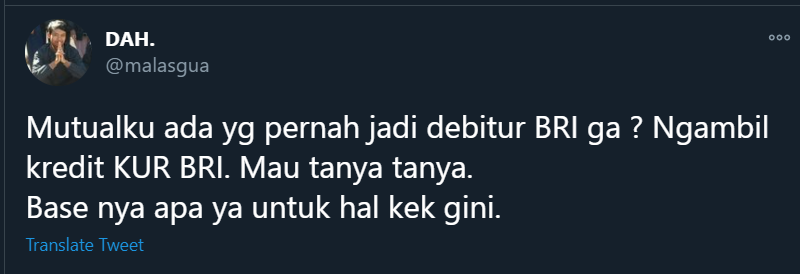 DAH.
@malasgua
Mutualku ada yg pernah jadi debitur BRI ga ? Ngambil
kredit KUR BRI. Mau tanya tanya.
Base nya apa ya untuk hal kek gini.
Translate Tweet